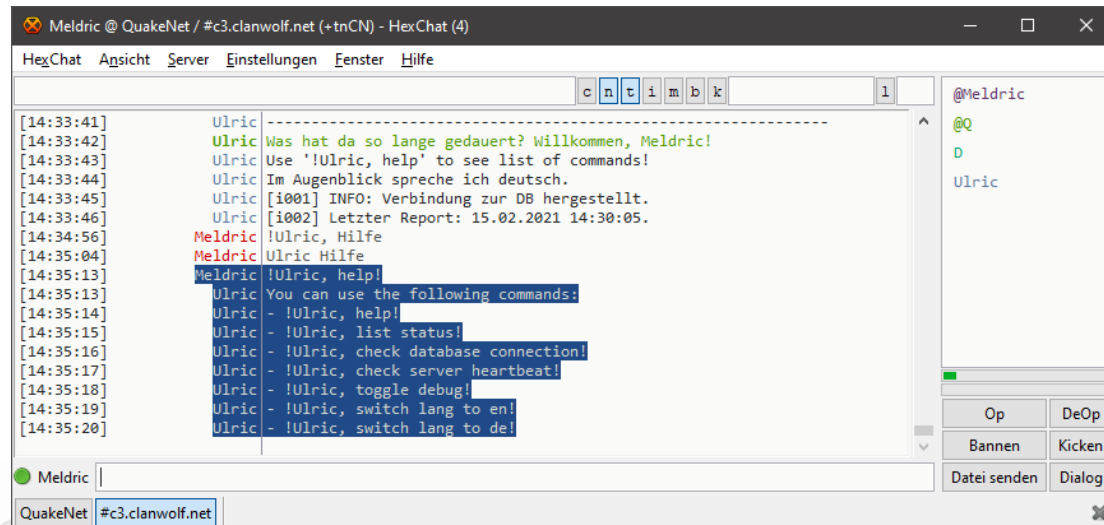 Meldric @ QuakeNet / #c3.clanwolf.net (+tnCN) - HexChat (4)
HexChat Ansicht Server Einstellungen Fenster Hilfe
c n t i m b k l
[14:33:41] Ulric ------------------------------------------------------------------
[14:33:42] Ulric Was hat da so lange gedauert? Willkommen, Meldric!
[14:33:43] Ulric Use '!Ulric, help' to see list of commands!
[14:33:44] Ulric Im Augenblick spreche ich deutsch.
[14:33:45] Ulric [i001] INFO: Verbindung zur DB hergestellt.
[14:33:46] Ulric [i002] Letzter Report: 15.02.2021 14:30:05.
[14:34:56] Meldric !Ulric, Hilfe
[14:35:04] Meldric Ulric Hilfe
[14:35:13] Meldric !Ulric, help!
[14:35:13] Ulric You can use the following commands:
[14:35:14] Ulric - !Ulric, help!
[14:35:15] Ulric - !Ulric, list status!
[14:35:16] Ulric - !Ulric, check database connection!
[14:35:17] Ulric - !Ulric, check server heartbeat!
[14:35:18] Ulric - !Ulric, toggle debug!
[14:35:19] Ulric - !Ulric, switch lang to en!
[14:35:20] Ulric - !Ulric, switch lang to de!
@Meldric
@Q
D
Ulric
Op DeOp
Bannen Kicken
Datei senden Dialog
Meldric
QuakeNet #c3.clanwolf.net